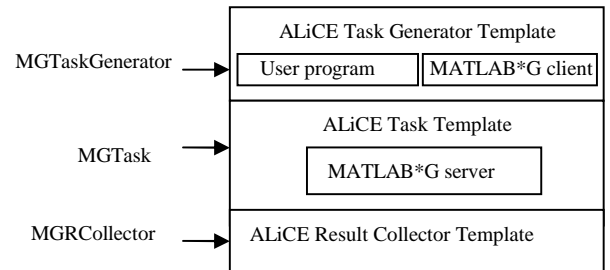 ALiCE Task Generator Template
MGTaskGenerator
User program
MATLAB*G client
ALiCE Task Template
MGTask
MATLAB*G server
MGRCollector
ALiCE Result Collector Template